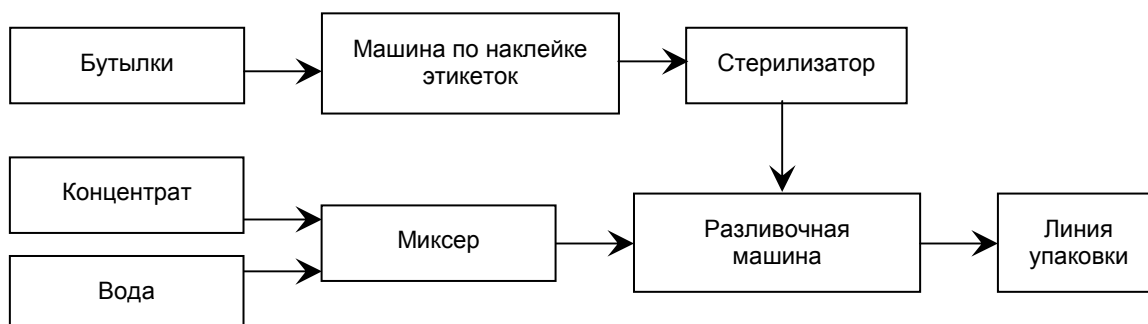 Бутылки
Машина по наклейке
этикеток
Стерилизатор
Концентрат
Вода
Миксер
Разливочная
машина
Линия
упаковки